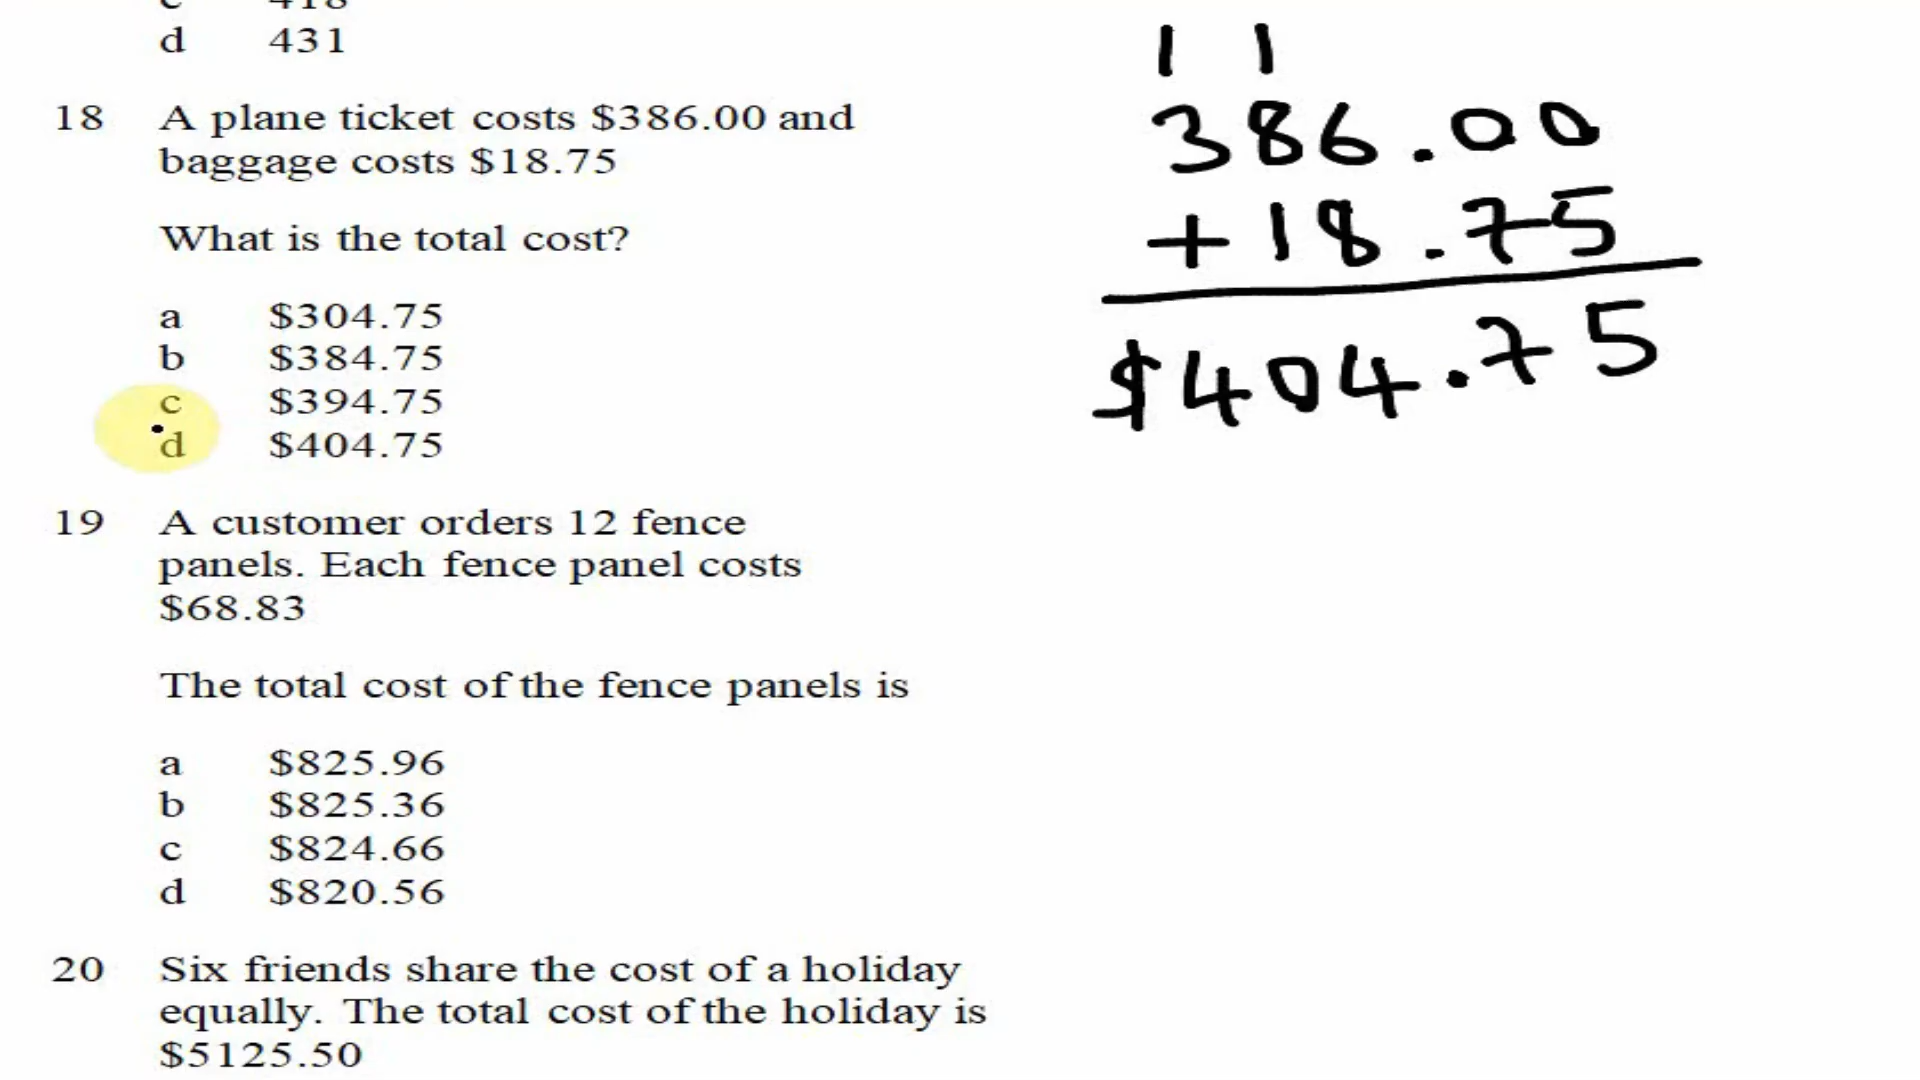 c 418
d 431
18 A plane ticket costs $386.00 and
baggage costs $18.75
What is the total cost?
a $304.75
b $384.75
c $394.75
d $404.75
19 A customer orders 12 fence
panels. Each fence panel costs
$68.83
The total cost of the fence panels is
a $825.96
b $825.36
c $824.66
d $820.56
20 Six friends share the cost of a holiday
equally. The total cost of the holiday is
$5125.50
1 1
386.00
+18.75
$404.75